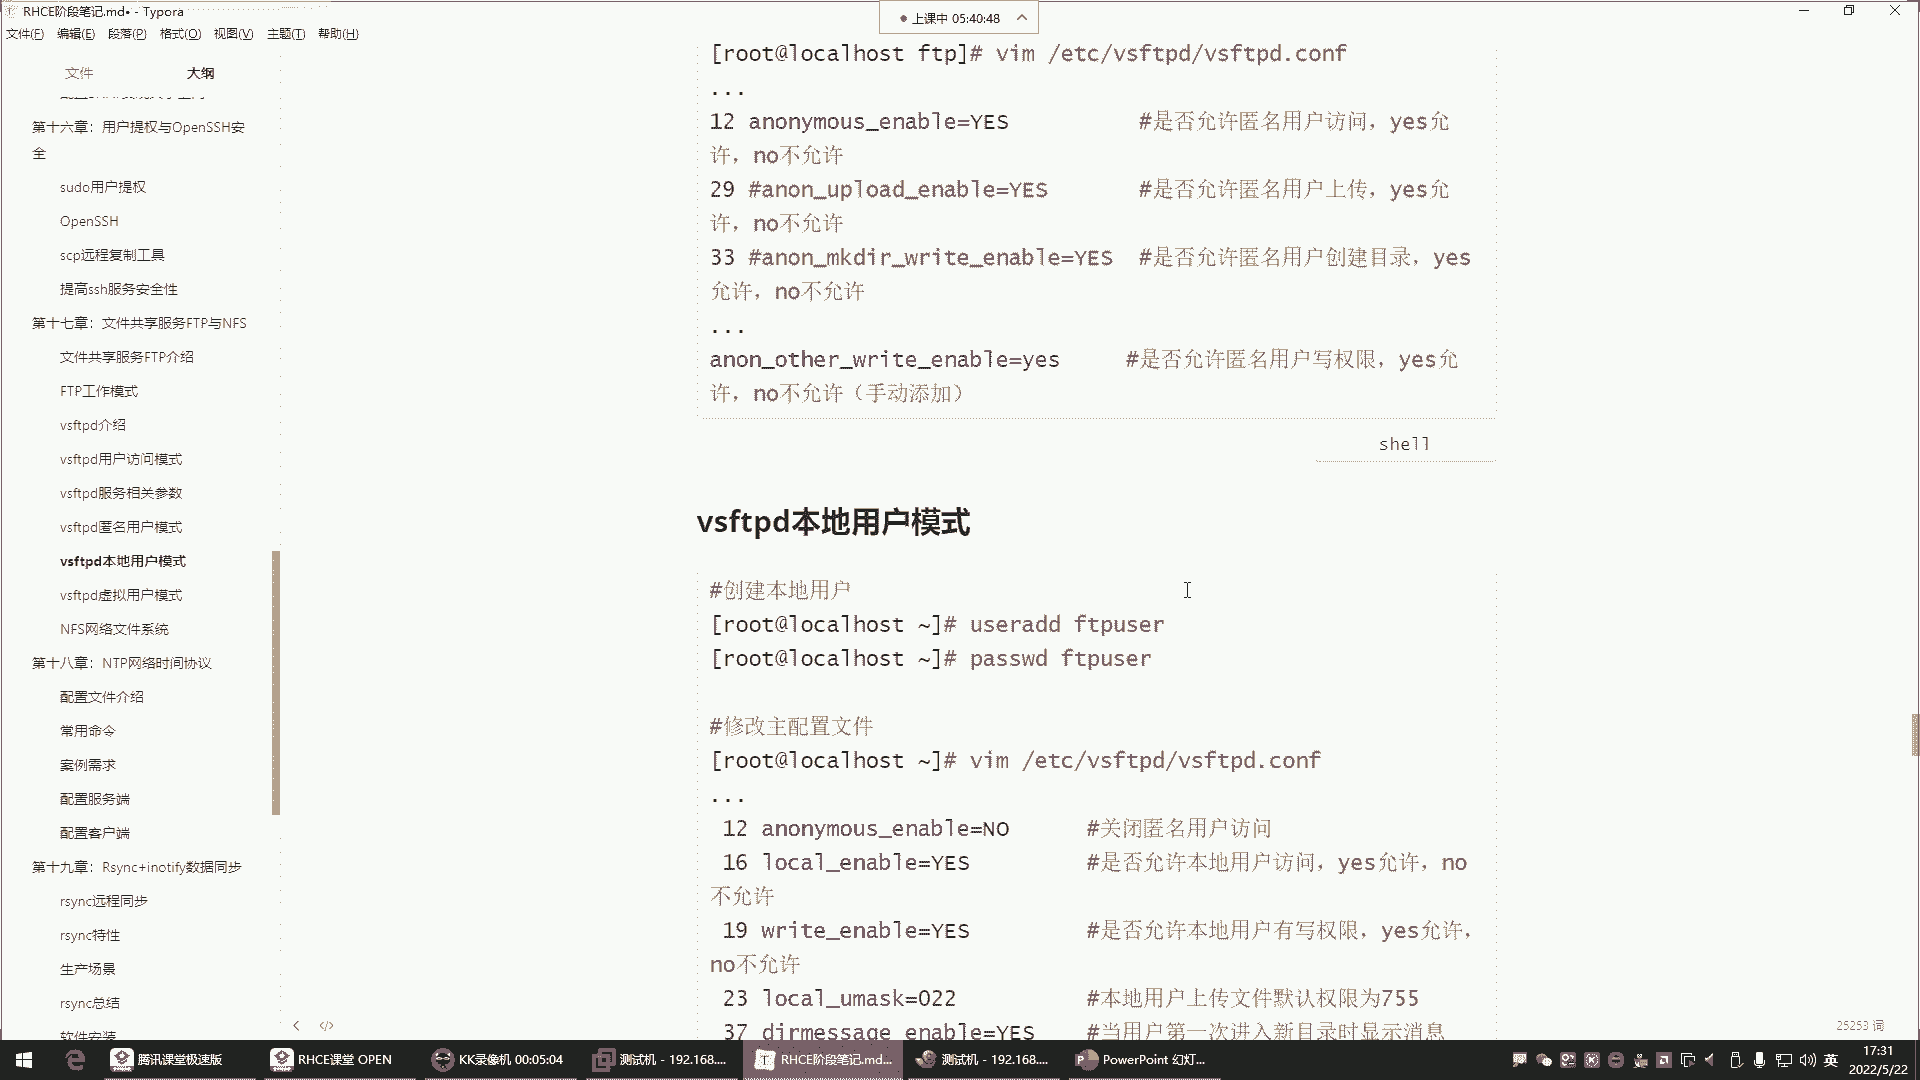 RHCE阶段笔记.md• - Typora
上课中 05:40:48
文件(F) 编辑(E) 段落(P) 格式(O) 视图(V) 主题(T) 帮助(H)
文件 大纲
第十六章：用户提权与OpenSSH安
全
sudo用户提权
OpenSSH
scp远程复制工具
提高ssh服务安全性
第十七章：文件共享服务FTP与NFS
文件共享服务FTP介绍
FTP工作模式
vsftpd介绍
vsftpd用户访问模式
vsftpd服务相关参数
vsftpd匿名用户模式
vsftpd本地用户模式
vsftpd虚拟用户模式
NFS网络文件系统
第十八章：NTP网络时间协议
配置文件介绍
常用命令
案例需求
配置服务端
配置客户端
第十九章：Rsync+inotify数据同步
rsync远程同步
rsync特性
生产场景
rsync总结
软件安装
[root@localhost ftp]# vim /etc/vsftpd/vsftpd.conf
...
12 anonymous_enable=YES #是否允许匿名用户访问，yes允
许，no不允许
29 #anon_upload_enable=YES #是否允许匿名用户上传，yes允
许，no不允许
33 #anon_mkdir_write_enable=YES #是否允许匿名用户创建目录，yes
允许，no不允许
...
anon_other_write_enable=yes #是否允许匿名用户写权限，yes允
许，no不允许（手动添加）
shell
vsftpd本地用户模式
#创建本地用户
[root@localhost ~]# useradd ftpuser
[root@localhost ~]# passwd ftpuser
#修改主配置文件
[root@localhost ~]# vim /etc/vsftpd/vsftpd.conf
...
12 anonymous_enable=NO #关闭匿名用户访问
16 local_enable=YES #是否允许本地用户访问，yes允许，no
不允许
19 write_enable=YES #是否允许本地用户有写权限，yes允许，
no不允许
23 local_umask=022 #本地用户上传文件默认权限为755
37 dirmessage_enable=YES #当用户第一次进入新目录时显示消息
25253 词
腾讯课堂极速版
RHCE课堂 OPEN
KK录像机 00:05:04
测试机 - 192.168....
RHCE阶段笔记.md...
测试机 - 192.168....
PowerPoint 幻灯...
英
17:31
2022/5/22